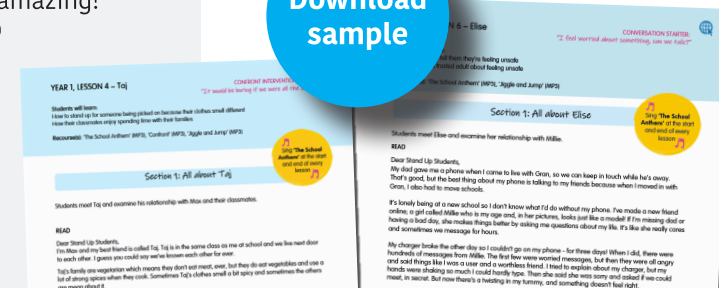 amazing!
Download
sample
YEAR 1, LESSON 4 – Taj
CONFRONT INTERVENTION
"It would be boring if we were all the
Students will learn:
How to stand up for someone being picked on because their clothes smell different
How their classmates enjoy spending time with their families
Recourse(s): 'The School Anthem' (MP3), 'Confront' (MP3), 'Jiggle and Jump' (MP3)
Sing 'The School
Anthem' at the start
and end of every
lesson
Section 1: All about Taj
Students meet Taj and examine his relationship with Max and their classmates.
READ
Dear Stand Up Students,
I'm Max and my best friend is called Taj. Taj is in the same class as me at school and we live next door
to each other. I guess you could say we've known each other for ever.
Taj's family are vegetarian which means they don't eat meat, ever, but they do eat vegetables and use a
lot of strong spices when they cook. Sometimes Taj's clothes smell a bit spicy and sometimes the others
are mean about it.
N 6 – Elise
CONVERSATION STARTER:
"I feel worried about something, can we talk?"
tell them they're feeling unsafe
trusted adult about feeling unsafe
'The School Anthem' (MP3), 'Jiggle and Jump' (MP3)
Sing 'The School
Anthem' at the start
and end of every
lesson
Section 1: All about Elise
Students meet Elise and examine her relationship with Millie.
READ
Dear Stand Up Students,
My dad gave me a phone when I came to live with Gran, so we can keep in touch while he's away.
That's good, but the best thing about my phone is talking to my friends because when I moved in with
Gran, I also had to move schools.
It's lonely being at a new school so I don't know what I'd do without my phone. I've made a new friend
online; a girl called Millie who is my age and, in her pictures, looks just like a model! If I'm missing dad or
having a bad day, she makes things better by asking me questions about my life. It's like she really cares
and sometimes we message for hours.
My charger broke the other day so I couldn't go on my phone - for three days! When I did, there were
hundreds of messages from Millie. The first few were worried messages, but then they were all angry
and said things like I was a user and a worthless friend. I tried to explain about my charger, but my
hands were shaking so much I could hardly type. Then she said she was sorry and asked if we could
meet, in secret. But now there's a twisting in my tummy, and something doesn't feel right.